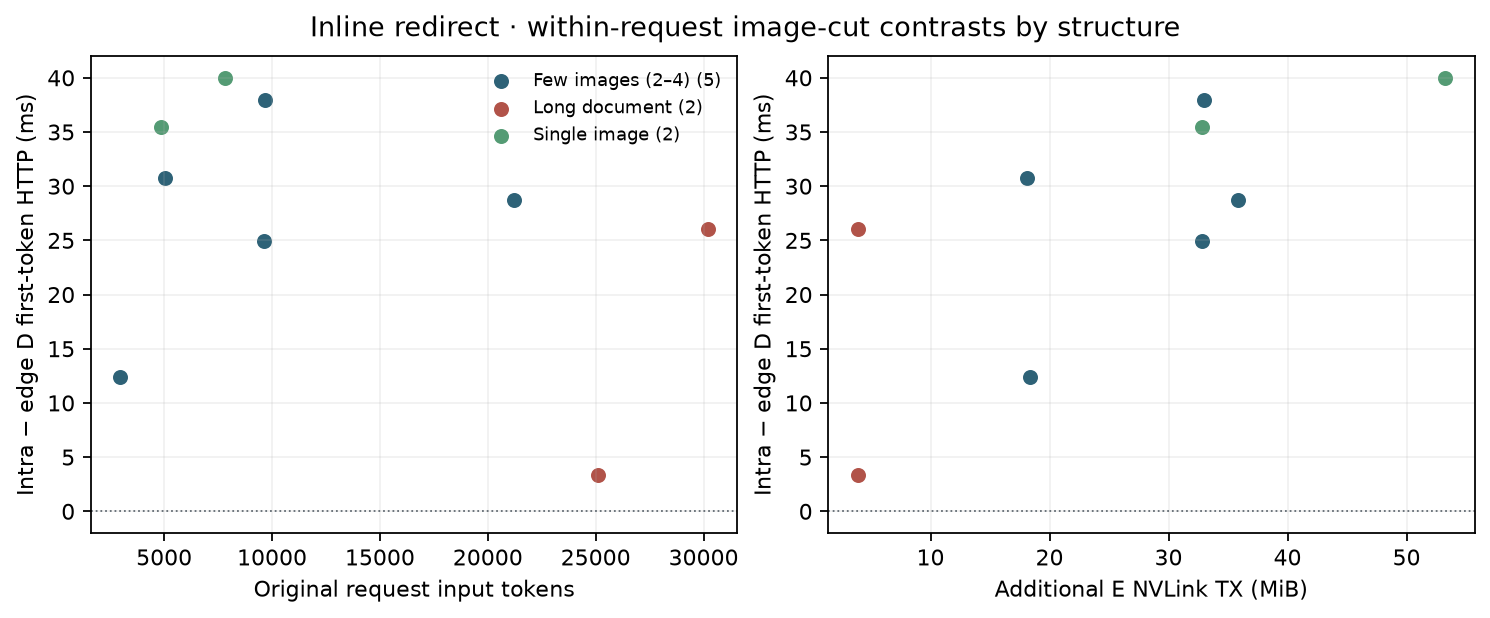 Inline redirect · within-request image-cut contrasts by structure
Intra − edge D first-token HTTP (ms)
40
35
30
25
20
15
10
5
0
Few images (2–4) (5)
Long document (2)
Single image (2)
5000 10000 15000 20000 25000 30000
Original request input tokens
Intra − edge D first-token HTTP (ms)
40
35
30
25
20
15
10
5
0
10 20 30 40 50
Additional E NVLink TX (MiB)